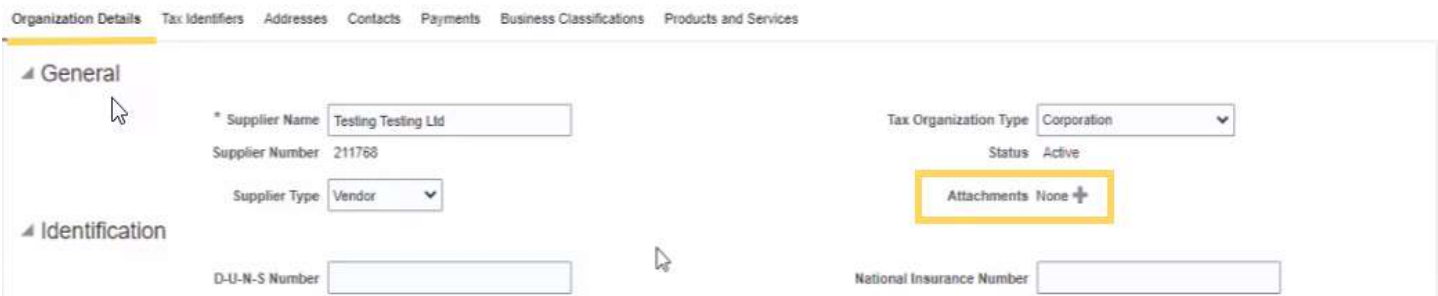 Organization Details Tax Identifiers Addresses Contacts Payments Business Classifications Products and Services
General
* Supplier Name Testing Testing Ltd Tax Organization Type Corporation
Supplier Number 211768 Status Active
Supplier Type Vendor Attachments None
Identification
D-U-N-S Number National Insurance Number